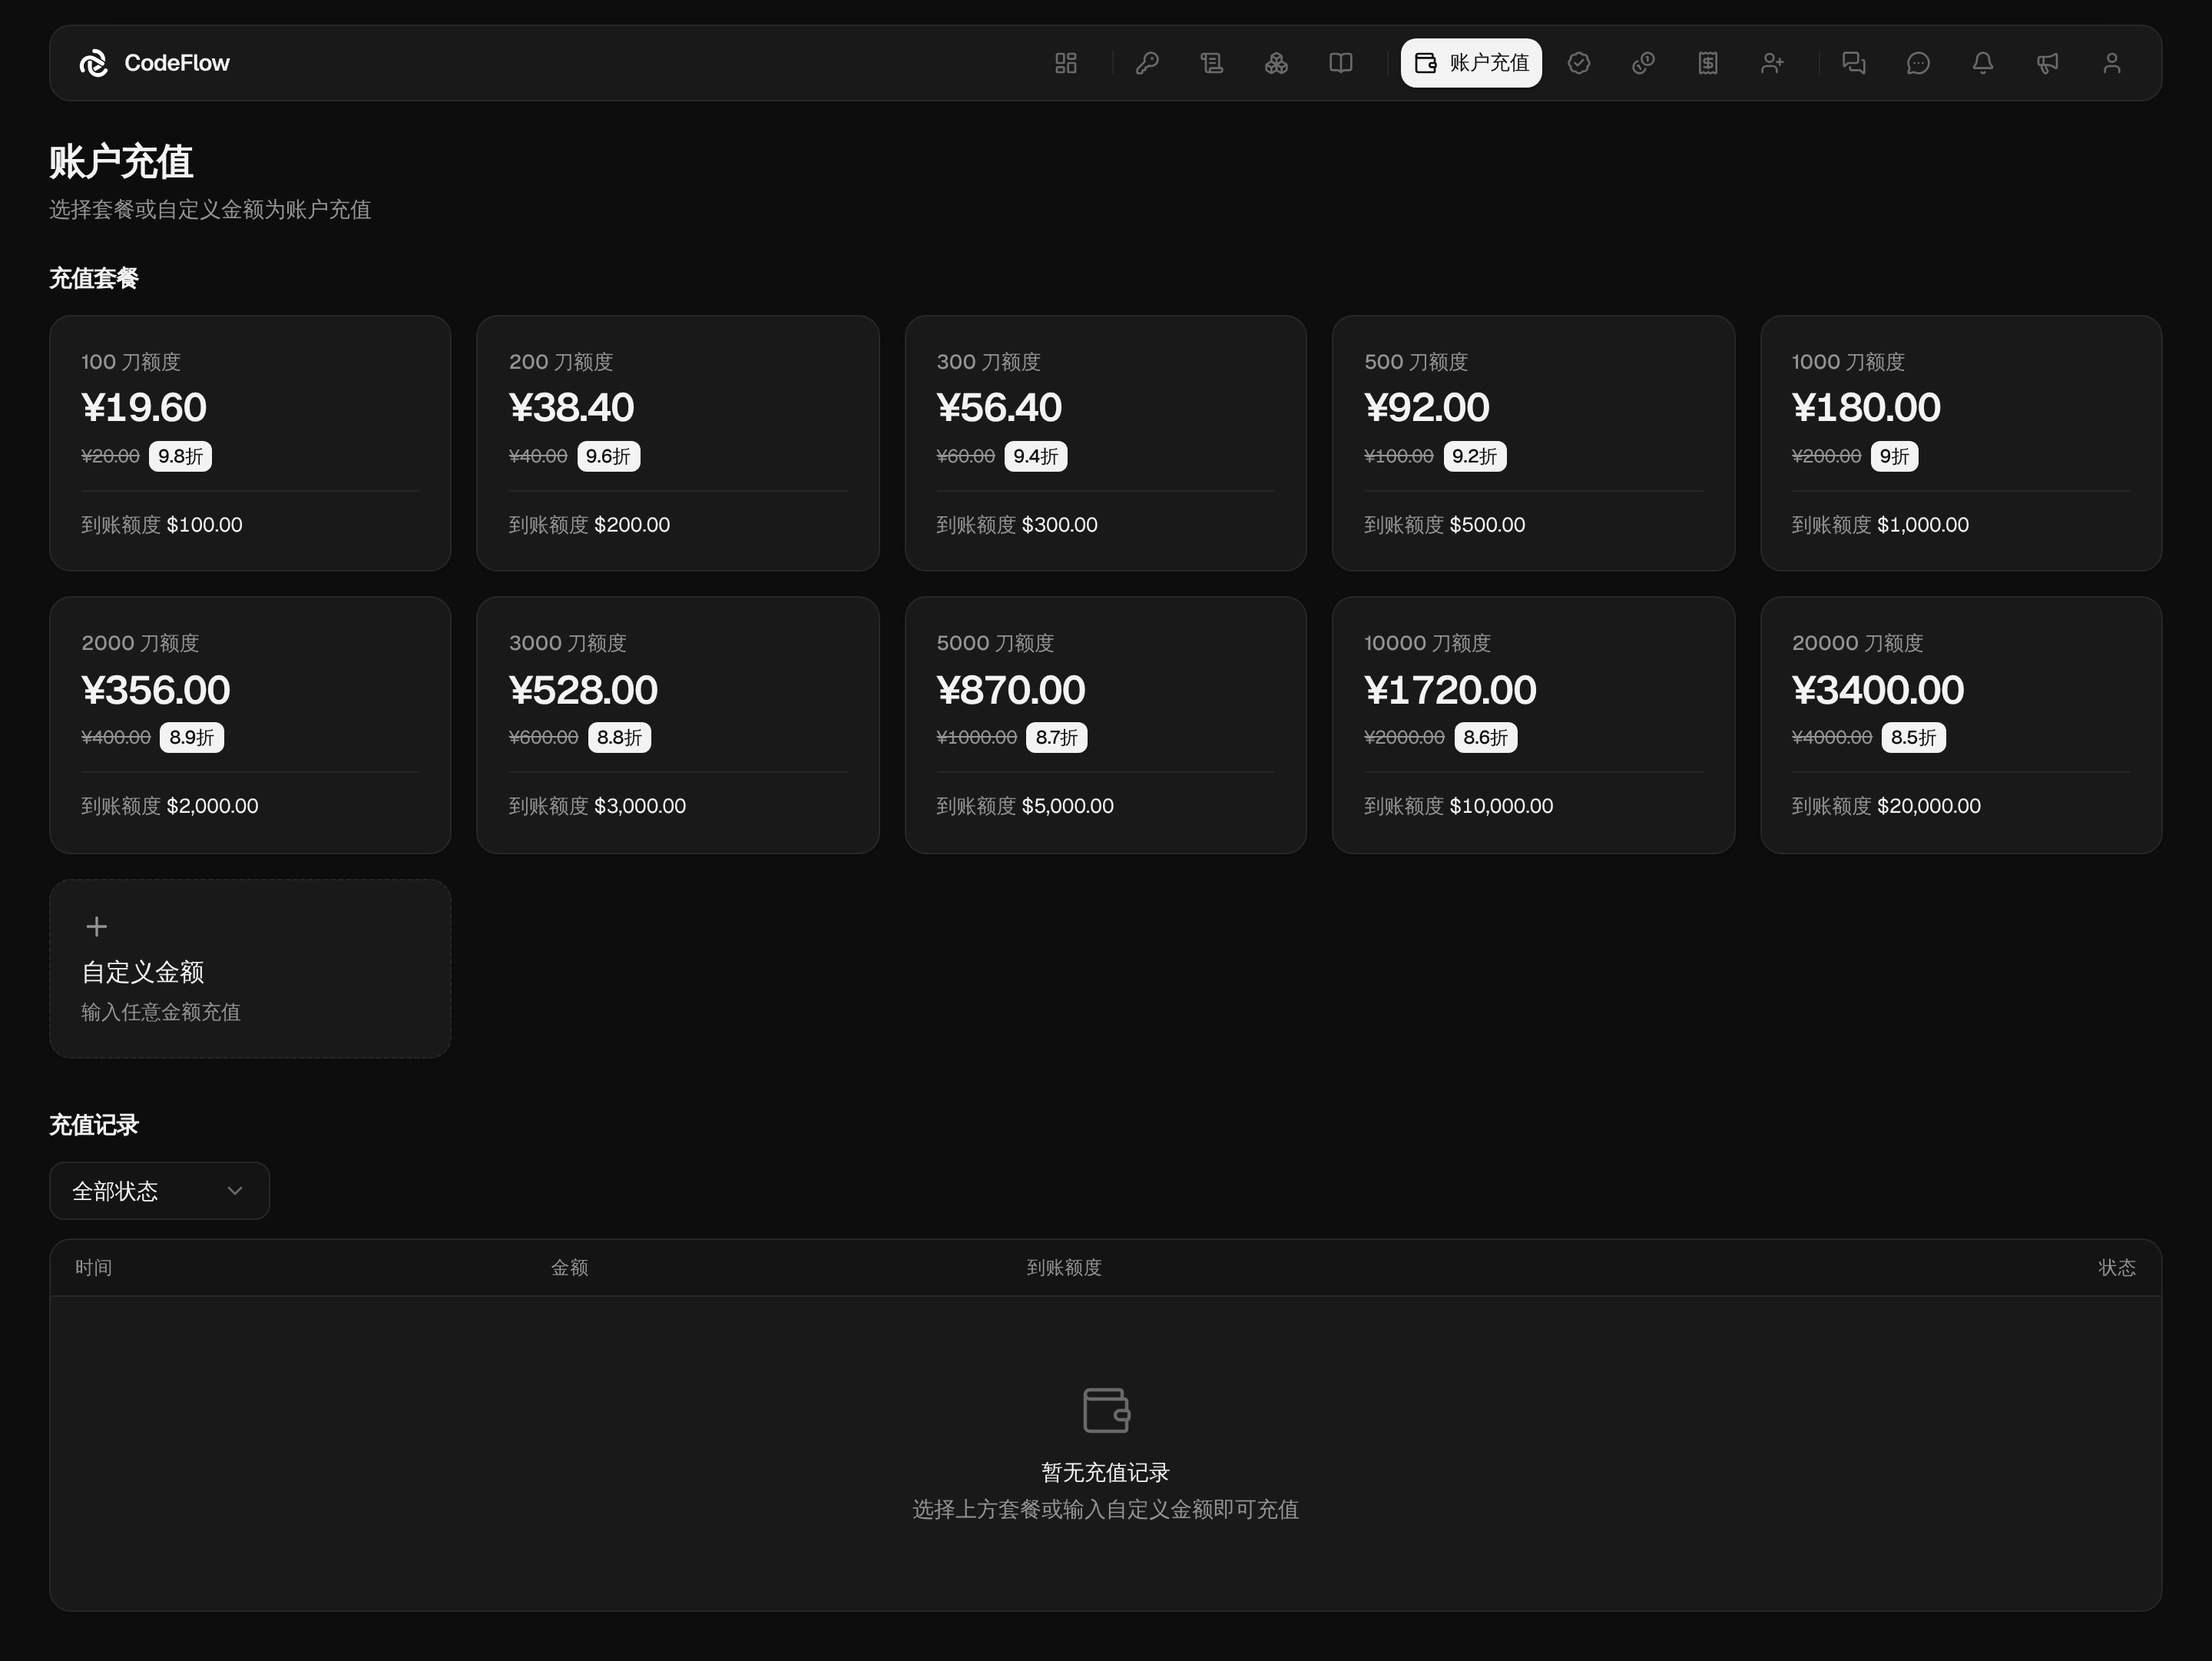 CodeFlow
账户充值
账户充值
选择套餐或自定义金额为账户充值
充值套餐
100 刀额度
¥19.60
¥20.00 9.8折
到账额度 $100.00
200 刀额度
¥38.40
¥40.00 9.6折
到账额度 $200.00
300 刀额度
¥56.40
¥60.00 9.4折
到账额度 $300.00
500 刀额度
¥92.00
¥100.00 9.2折
到账额度 $500.00
1000 刀额度
¥180.00
¥200.00 9折
到账额度 $1,000.00
2000 刀额度
¥356.00
¥400.00 8.9折
到账额度 $2,000.00
3000 刀额度
¥528.00
¥600.00 8.8折
到账额度 $3,000.00
5000 刀额度
¥870.00
¥1000.00 8.7折
到账额度 $5,000.00
10000 刀额度
¥1720.00
¥2000.00 8.6折
到账额度 $10,000.00
20000 刀额度
¥3400.00
¥4000.00 8.5折
到账额度 $20,000.00
自定义金额
输入任意金额充值
充值记录
全部状态
时间 金额 到账额度 状态
暂无充值记录
选择上方套餐或输入自定义金额即可充值